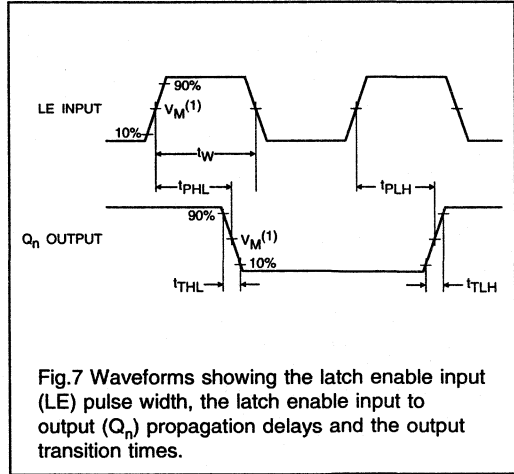 90%
LE INPUT
VM(1)
10%
tW
tPHL
tPLH
90%
Qn OUTPUT
VM(1)
10%
tTHL
tTLH
Fig.7 Waveforms showing the latch enable input
(LE) pulse width, the latch enable input to
output (Qn) propagation delays and the output
transition times.